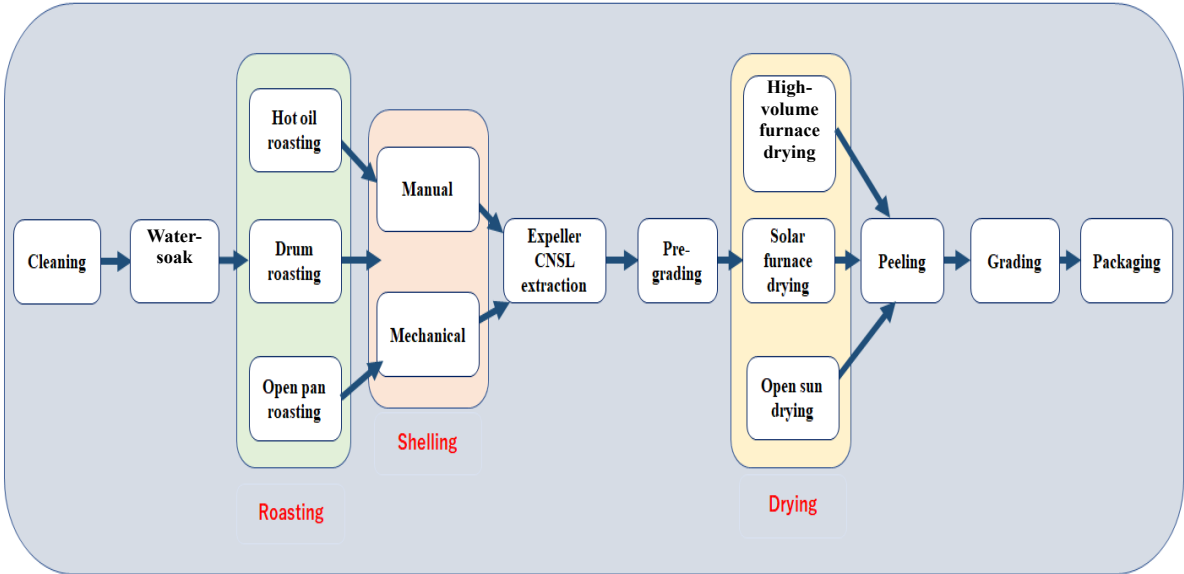 Cleaning
Water-
soak
Hot oil
roasting
Drum
roasting
Open pan
roasting
Roasting
Manual
Mechanical
Shelling
Expeller
CNSL
extraction
Pre-
grading
High-
volume
furnace
drying
Solar
furnace
drying
Open sun
drying
Drying
Peeling
Grading
Packaging